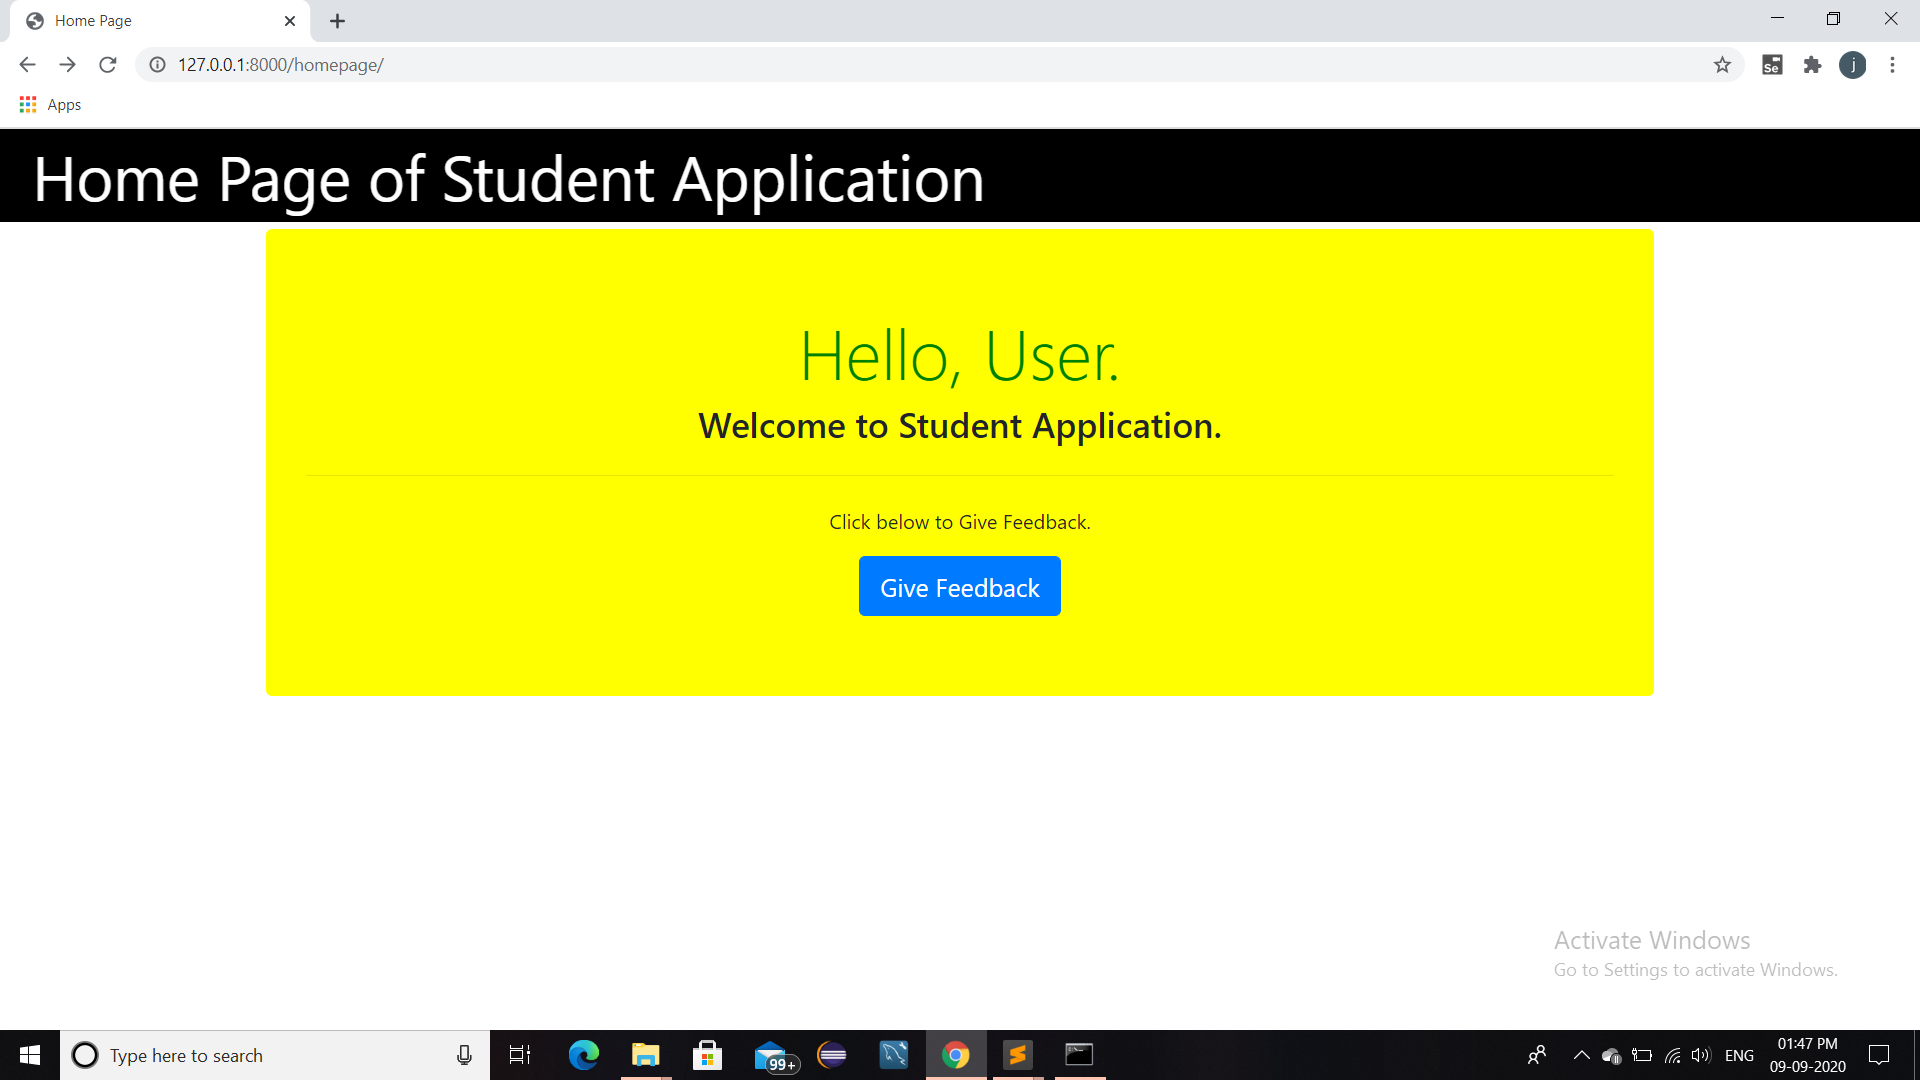 Home Page
127.0.0.1:8000/homepage/
Se
j
Apps
Home Page of Student Application
Hello, User.
Welcome to Student Application.
Click below to Give Feedback.
Give Feedback
Activate Windows
Go to Settings to activate Windows.
Type here to search
99+
ENG
01:47 PM
09-09-2020